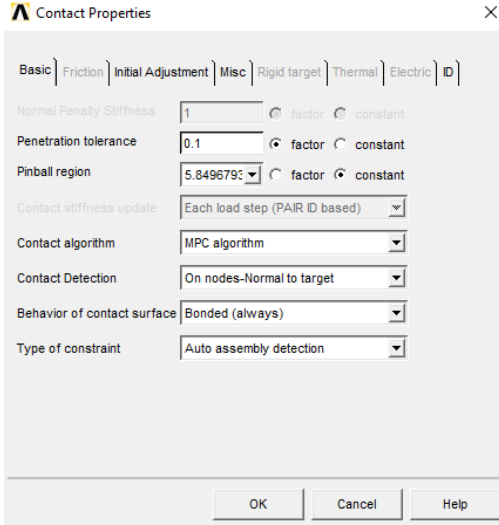 Contact Properties
Basic Friction Initial Adjustment Misc Rigid target Thermal Electric ID
Normal Penalty Stiffness 1 factor constant
Penetration tolerance 0.1 factor constant
Pinball region 5.8496793 factor constant
Contact stiffness update Each load step (PAIR ID based)
Contact algorithm MPC algorithm
Contact Detection On nodes-Normal to target
Behavior of contact surface Bonded (always)
Type of constraint Auto assembly detection
OK Cancel Help